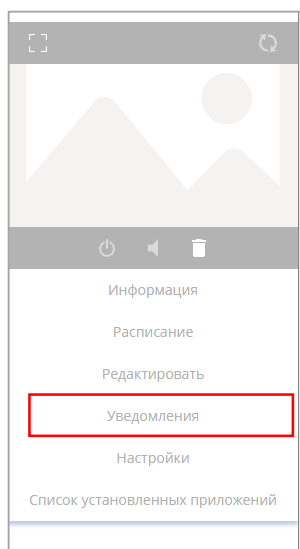 Информация
Расписание
Редактировать
Уведомления
Настройки
Список установленных приложений